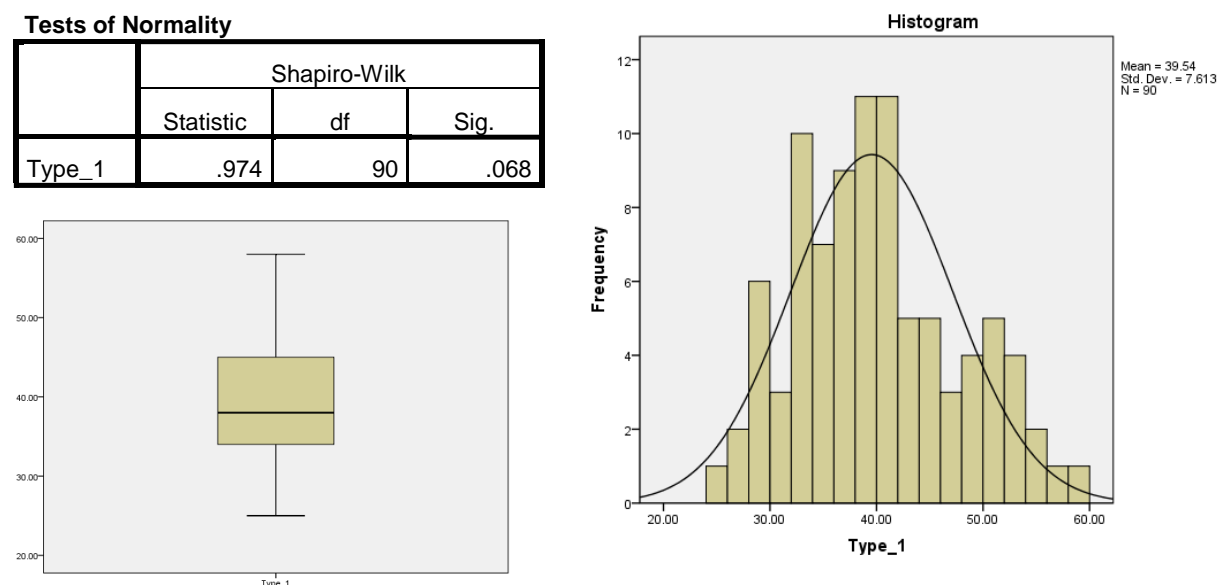 Tests of Normality
Shapiro-Wilk
Statistic df Sig.
Type_1 .974 90 .068
60.00
50.00
40.00
30.00
20.00
Type_1
Histogram
Mean = 39.54
Std. Dev. = 7.613
N = 90
12
10
8
6
4
2
0
Frequency
20.00 30.00 40.00 50.00 60.00
Type_1